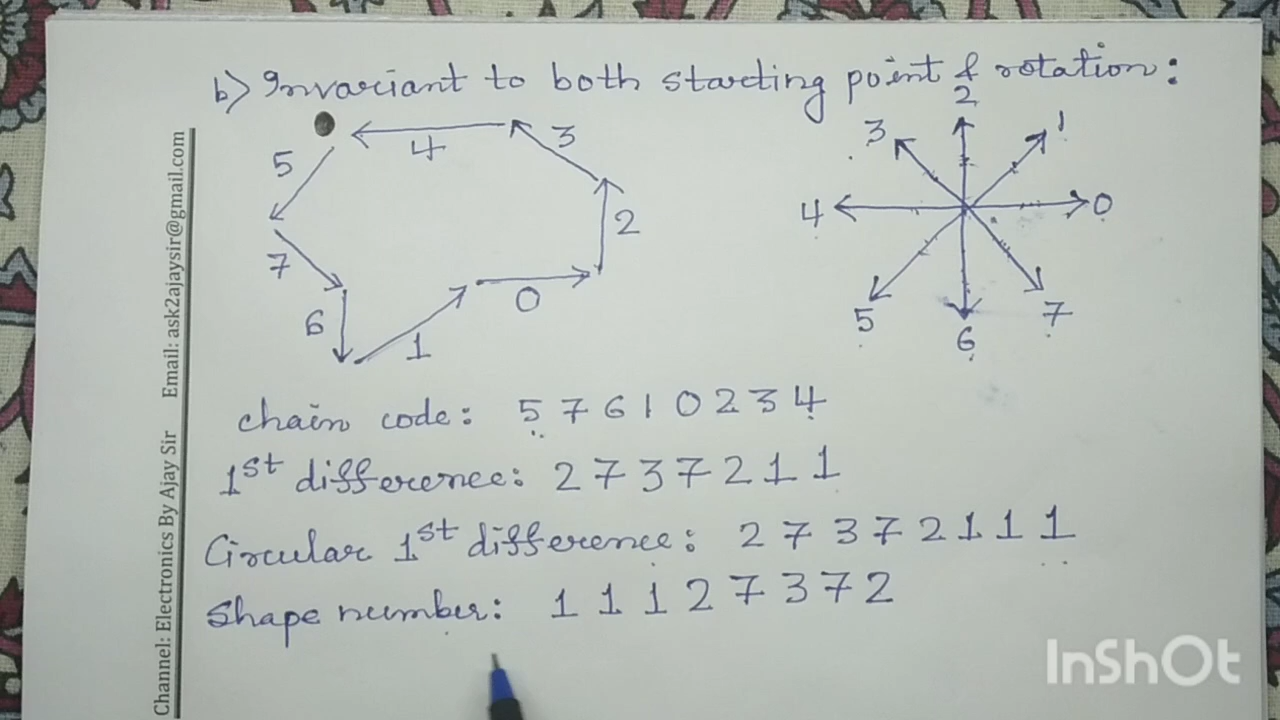 b) Invariant to both starting point & rotation:
4
3
5
2
7
6
1
0
2
3
1
4
0
5
7
6
chain code: 5 7 6 1 0 2 3 4
1st difference: 2 7 3 7 2 1 1
Circular 1st difference: 2 7 3 7 2 1 1 1
Shape number: 1 1 1 2 7 3 7 2
Channel: Electronics By Ajay Sir Email: ask2ajaysir@gmail.com
InShOt